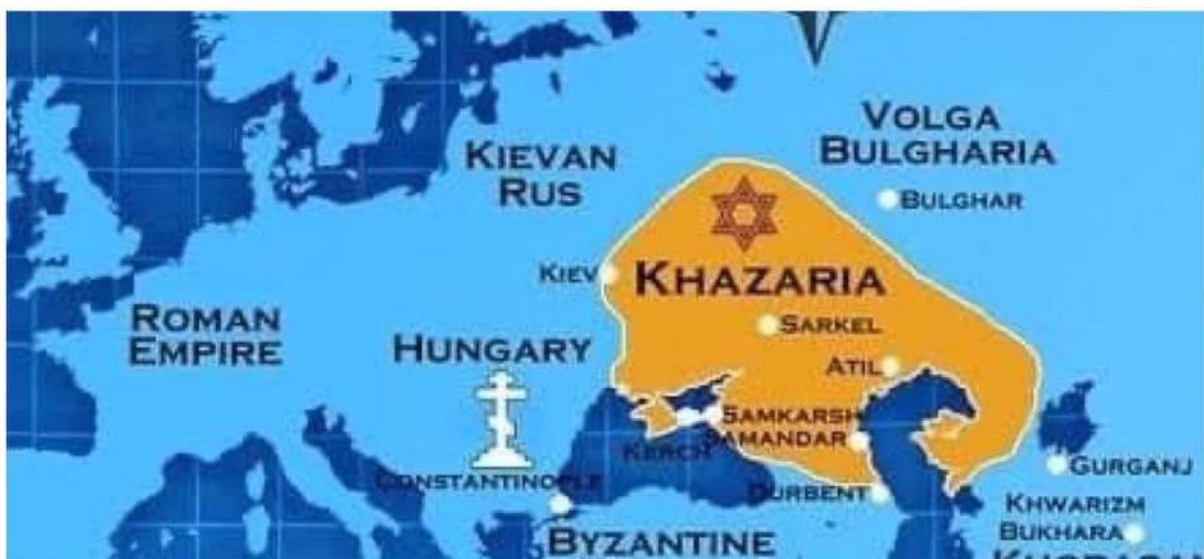 VOLGA
BULGHARIA
KIEVAN
RUS
BULGHAR
KIEV
KHAZARIA
ROMAN
EMPIRE
SARKEL
HUNGARY
ATIL
SAMKARSH
SAMANDAR
KERCH
CONSTANTINOPLE
DURBENT
GURGANJ
KHWARIZM
BUKHARA
BYZANTINE